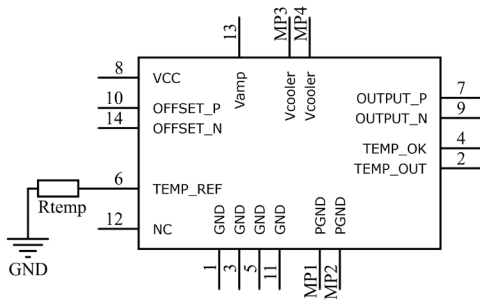 13
MP3
MP4
8
VCC
Vamp
Vcooler
Vcooler
10
OFFSET_P
14
OFFSET_N
OUTPUT_P
7
OUTPUT_N
9
TEMP_OK
4
TEMP_OUT
2
6
TEMP_REF
Rtemp
12
NC
GND
GND
GND
GND
PGND
PGND
GND
1
3
5
11
MP1
MP2